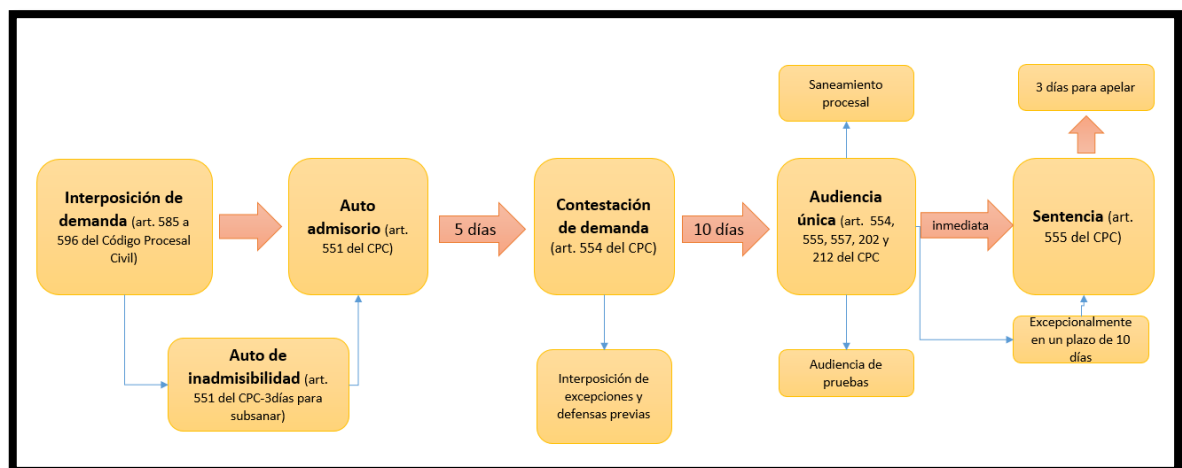 Saneamiento
procesal
3 días para apelar
Interposición de
demanda (art. 585 a
596 del Código Procesal
Civil)
Auto
admisorio (art.
551 del CPC)
5 días
Contestación
de demanda
(art. 554 del CPC)
10 días
Audiencia
única (art. 554,
555, 557, 202 y
212 del CPC
inmediata
Sentencia (art.
555 del CPC)
Auto de
inadmisibilidad (art.
551 del CPC-3días para
subsanar)
Interposición de
excepciones y
defensas previas
Audiencia de
pruebas
Excepcionalmente
en un plazo de 10
días